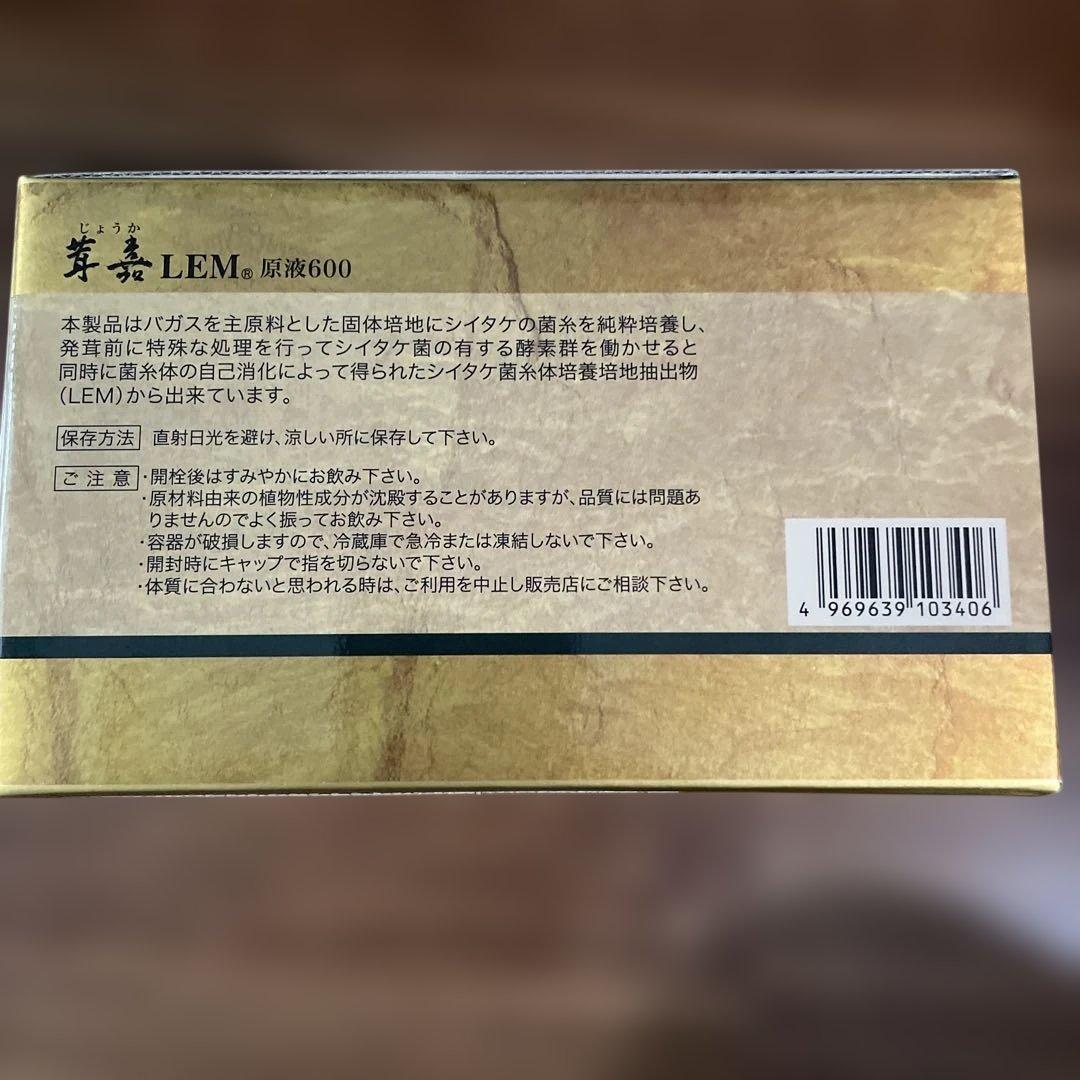 じょうか
茸嘉 LEM® 原液600
本製品はバガスを主原料とした固体培地にシイタケの菌糸を純粋培養し、
発茸前に特殊な処理を行ってシイタケ菌の有する酵素群を働かせると
同時に菌糸体の自己消化によって得られたシイタケ菌糸体培養培地抽出物
(LEM)から出来ています。
保存方法 直射日光を避け、涼しい所に保存して下さい。
ご注意 ・開栓後はすみやかにお飲み下さい。
・原材料由来の植物性成分が沈殿することがありますが、品質には問題あ
りませんのでよく振ってお飲み下さい。
・容器が破損しますので、冷蔵庫で急冷または凍結しないで下さい。
・開封時にキャップで指を切らないで下さい。
・体質に合わないと思われる時は、ご利用を中止し販売店にご相談下さい。
4 969639 103406